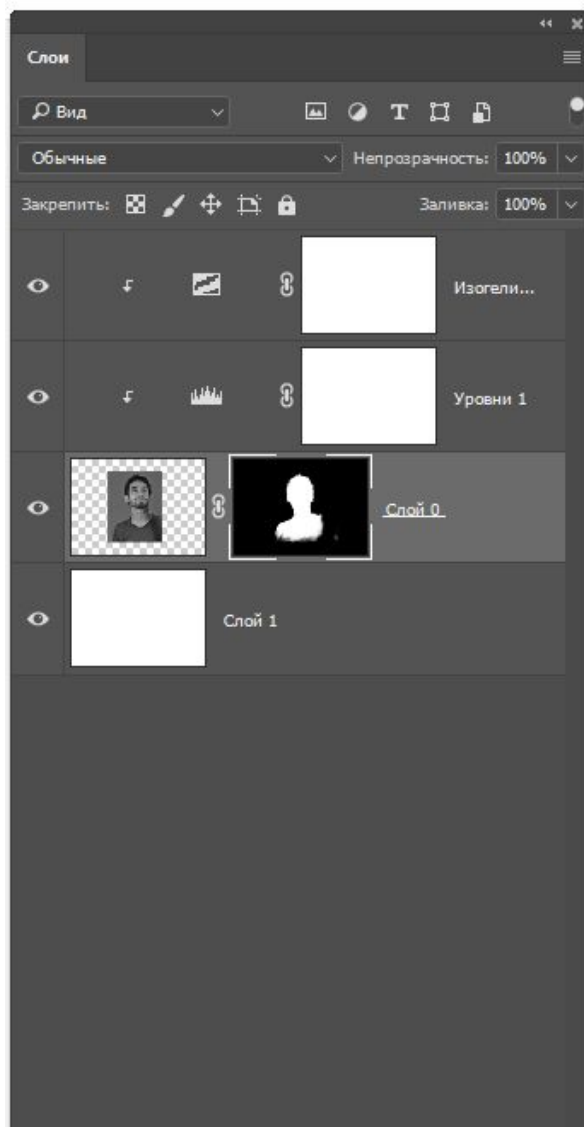 Слои
Вид
Обычные Непрозрачность: 100%
Закрепить: Заливка: 100%
Изогели...
Уровни 1
Слой 0
Слой 1